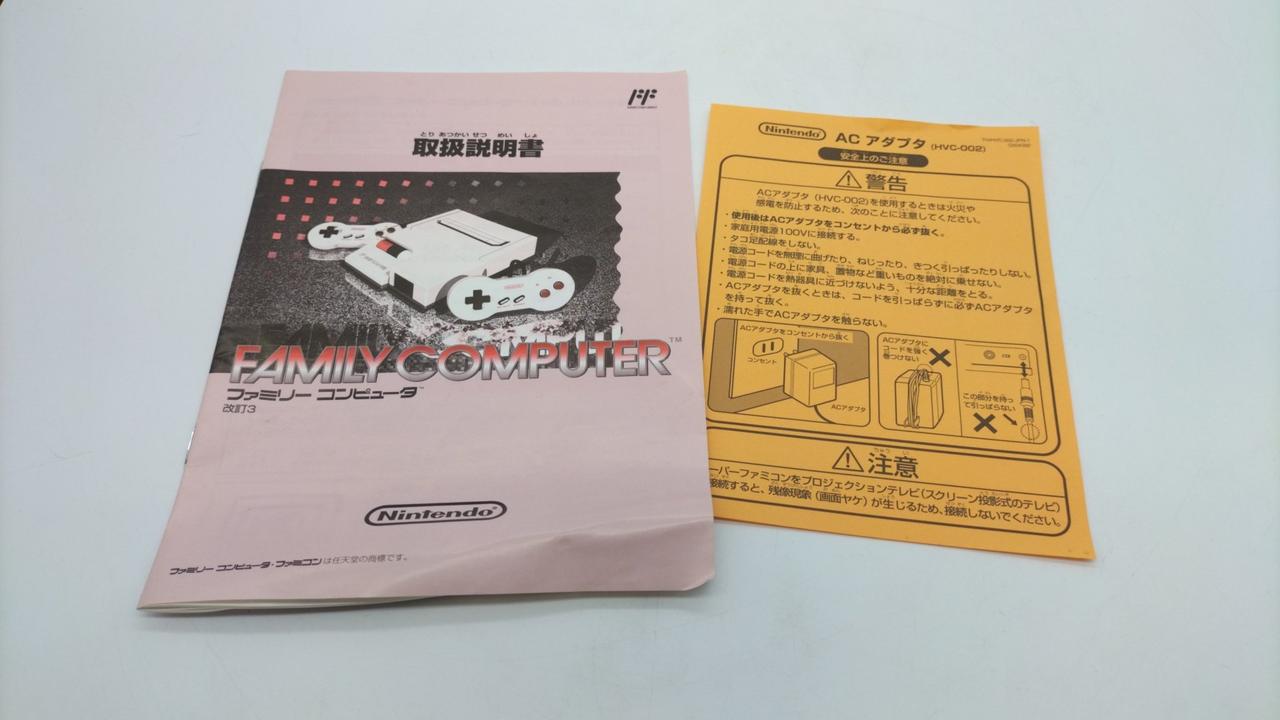 とり あつかい せつ めい しょ
取扱説明書
FAMILY COMPUTER™
ファミリー コンピュータ™
改訂3
Nintendo®
ファミリー コンピュータ・ファミコンは任天堂の商標です。
Nintendo® AC アダプタ (HVC-002)
安全上のご注意
警告
ACアダプタ (HVC-002)を使用するときは火災や
感電を防止するため、次のことに注意してください。
・使用後はACアダプタをコンセントから必ず抜く。
・家庭用電源100Vに接続する。
・タコ足配線をしない。
・電源コードを無理に曲げたり、ねじったり、きつく引っぱったりしない。
・電源コードの上に家具、置物など重いものを絶対に乗せない。
・電源コードを熱器具に近づけないよう、十分な距離をとる。
・ACアダプタを抜くときは、コードを引っぱらずに必ずACアダプタ
を持って抜く。
・濡れた手でACアダプタを触らない。
ACアダプタをコンセントから抜く
コンセント
ACアダプタ
ACアダプタに
コードを強く
巻つけない
この部分を持っ
て引っぱらない
注意
ーパーファミコンをプロジェクションテレビ(スクリーン投影式のテレビ)
接続すると、残像現象(画面ヤケ)が生じるため、接続しないでください。